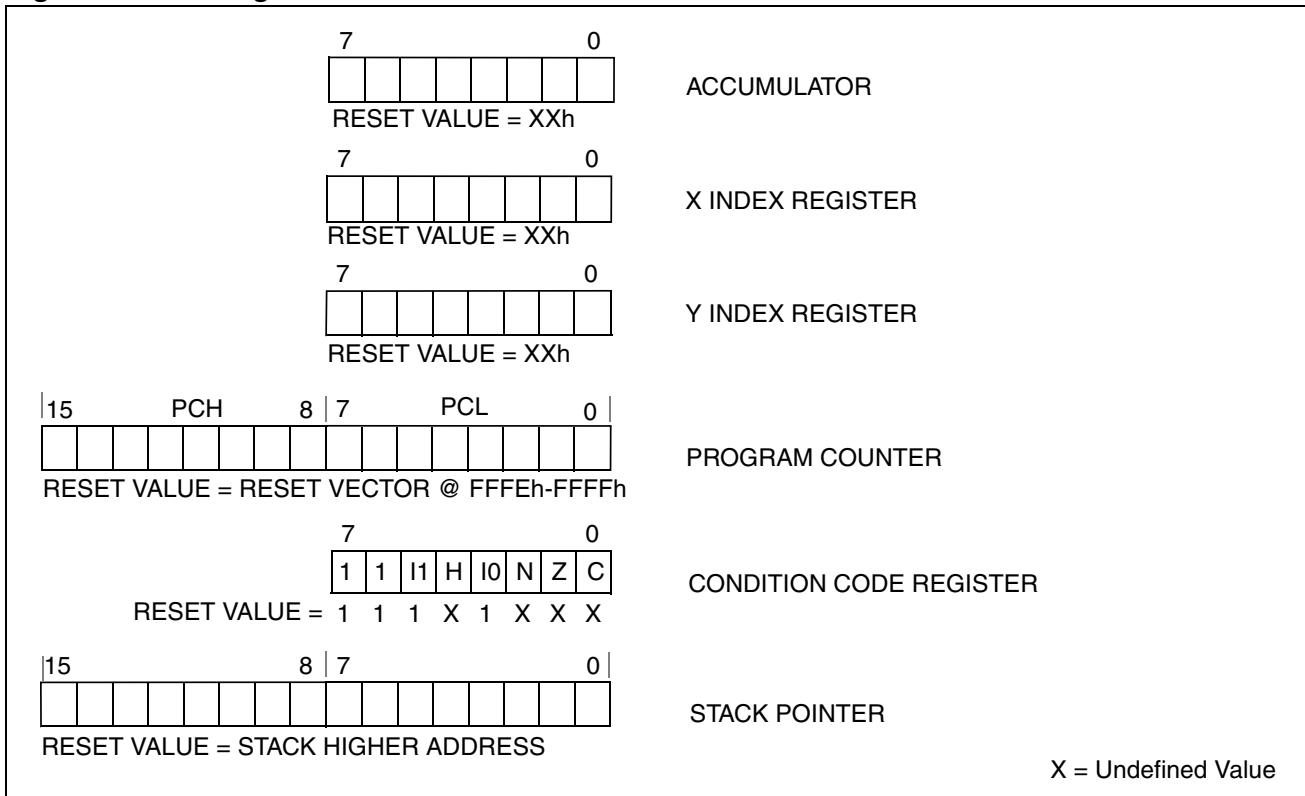 7 0
ACCUMULATOR
RESET VALUE = XXh
7 0
X INDEX REGISTER
RESET VALUE = XXh
7 0
Y INDEX REGISTER
RESET VALUE = XXh
15 PCH 8 7 PCL 0
PROGRAM COUNTER
RESET VALUE = RESET VECTOR @ FFFEh-FFFFh
7 0
1 1 I1 H I0 N Z C
CONDITION CODE REGISTER
RESET VALUE = 1 1 1 X 1 X X X
15 8 7 0
STACK POINTER
RESET VALUE = STACK HIGHER ADDRESS
X = Undefined Value